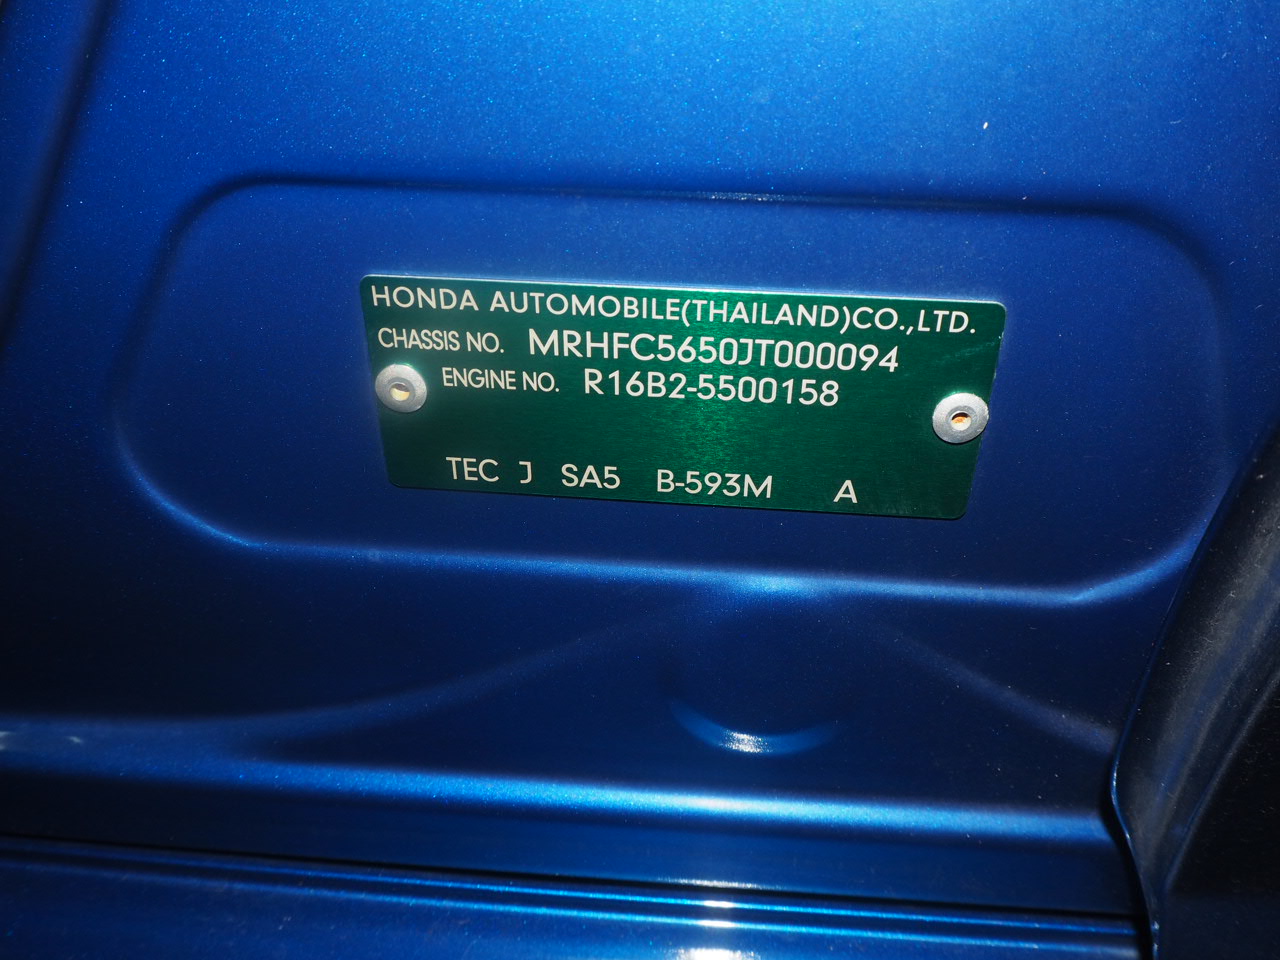 HONDA AUTOMOBILE(THAILAND)CO.,LTD.
CHASSIS NO. MRHFC5650JT000094
ENGINE NO. R16B2-5500158
TEC J SA5 B-593M A